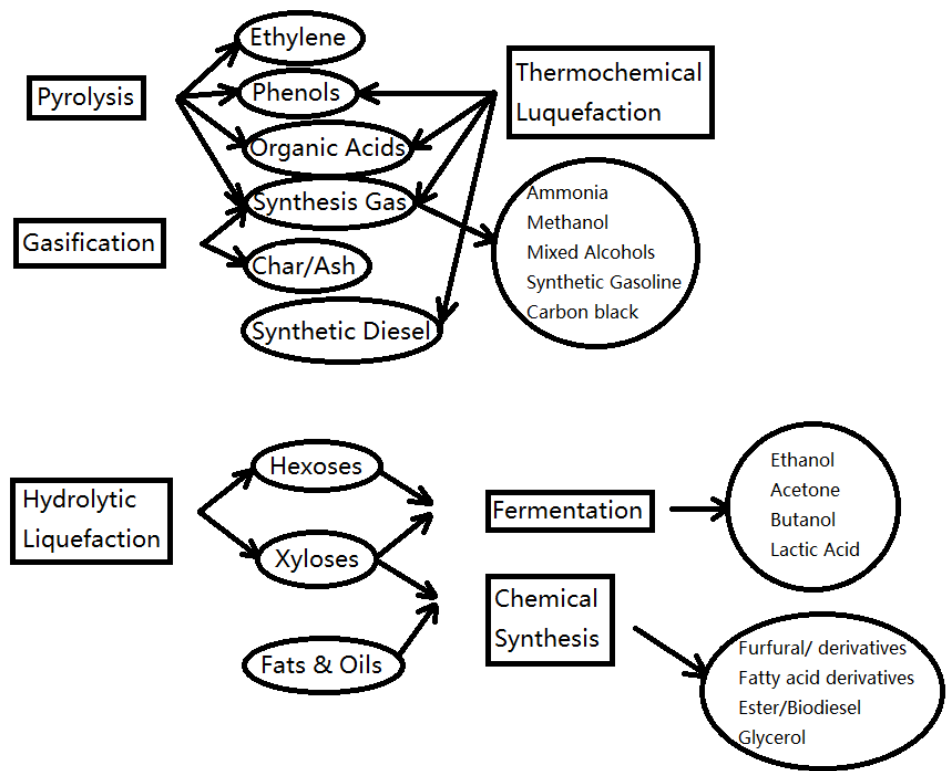 Ethylene
Pyrolysis
Phenols
Thermochemical
Luquefaction
Organic Acids
Synthesis Gas
Gasification
Char/Ash
Synthetic Diesel
Ammonia
Methanol
Mixed Alcohols
Synthetic Gasoline
Carbon black
Hydrolytic
Liquefaction
Hexoses
Xyloses
Fats & Oils
Fermentation
Chemical
Synthesis
Ethanol
Acetone
Butanol
Lactic Acid
Furfural/ derivatives
Fatty acid derivatives
Ester/Biodiesel
Glycerol